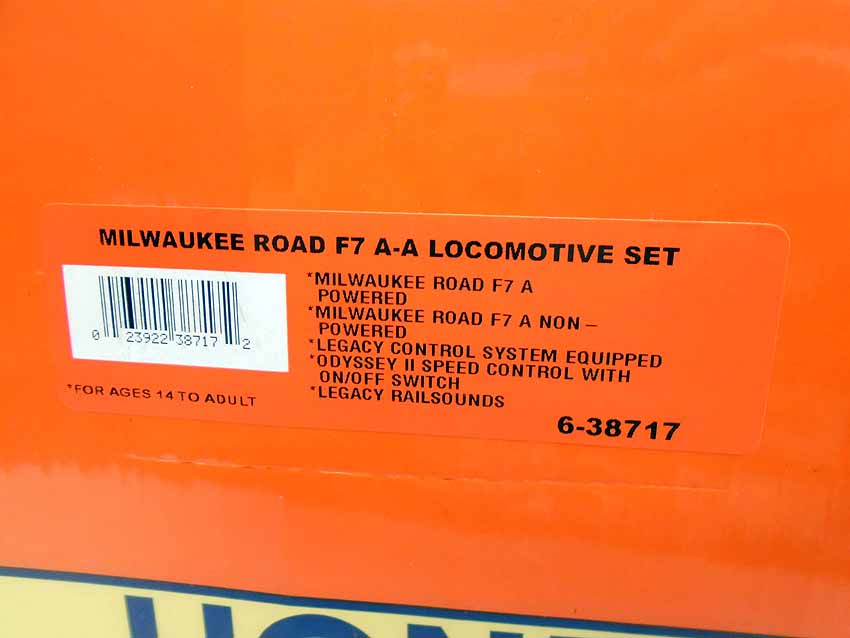 MILWAUKEE ROAD F7 A-A LOCOMOTIVE SET
*MILWAUKEE ROAD F7 A
POWERED
*MILWAUKEE ROAD F7 A NON –
POWERED
*LEGACY CONTROL SYSTEM EQUIPPED
*ODYSSEY II SPEED CONTROL WITH
ON/OFF SWITCH
*LEGACY RAILSOUNDS
0 23922 38717 2
*FOR AGES 14 TO ADULT
6-38717